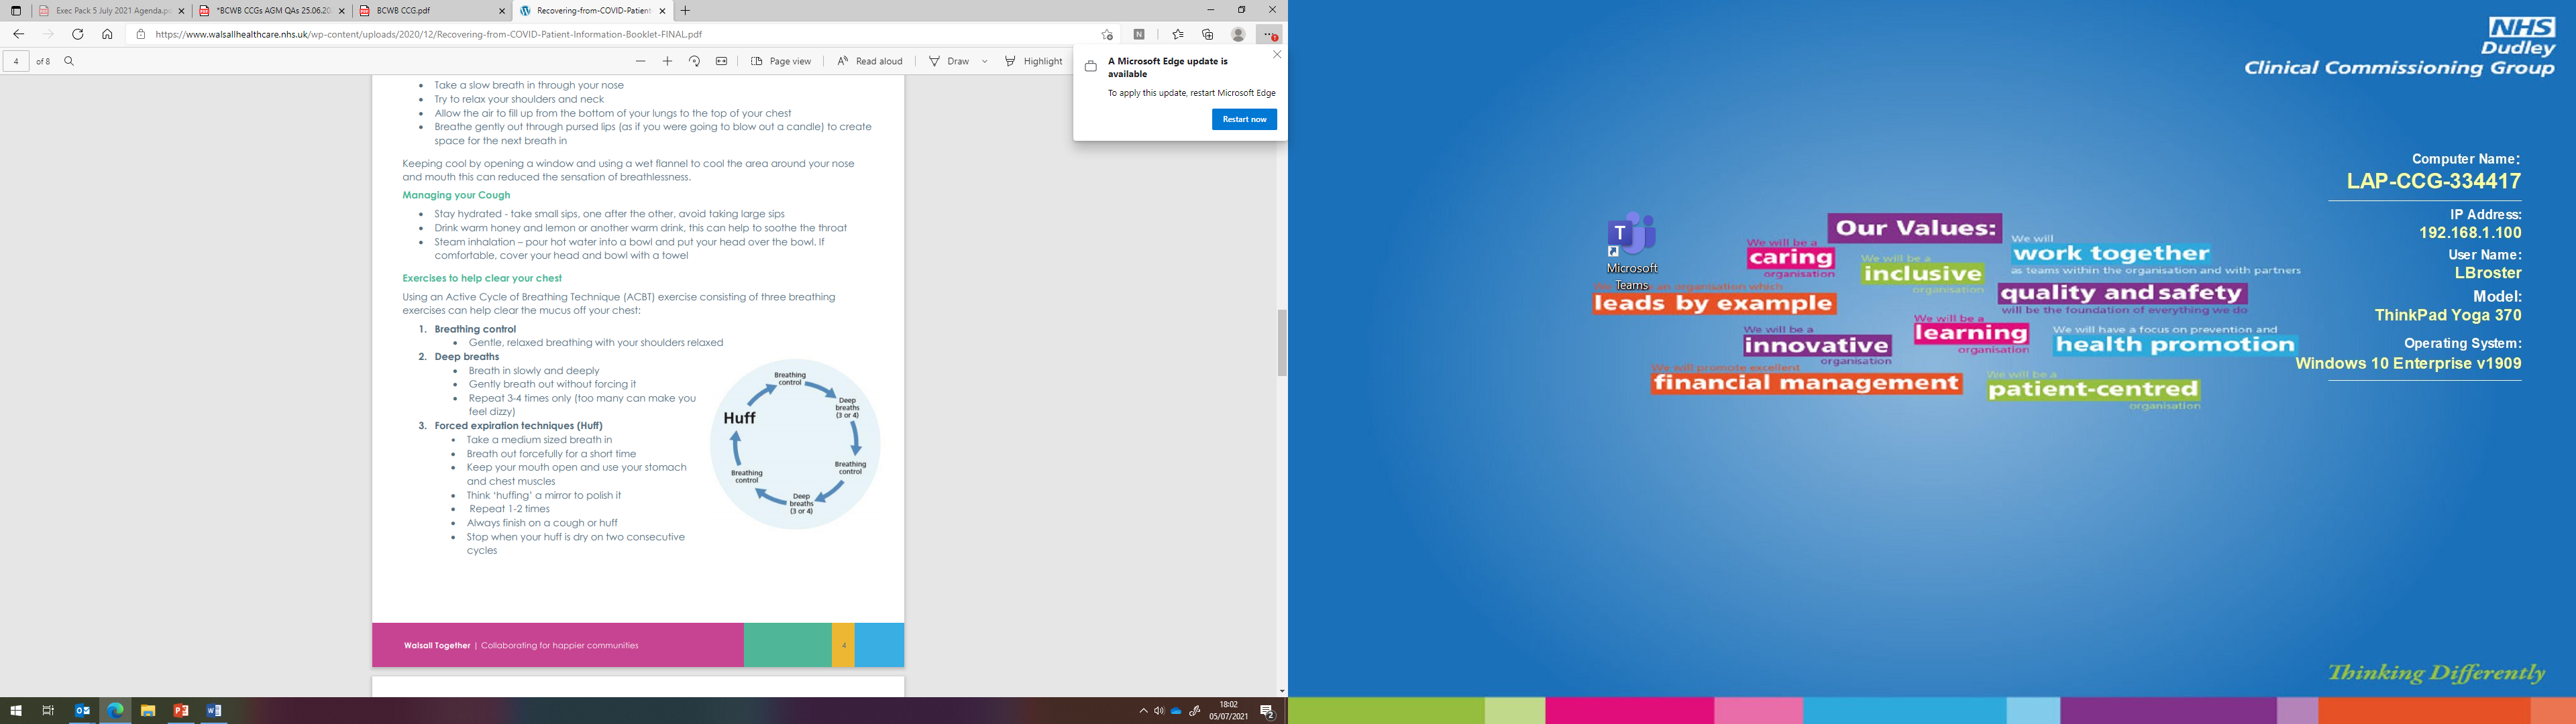 Exec Pack 5 July 2021 Agenda.p
*BCWB CCGs AGM QAs 25.06.20
BCWB CCG.pdf
Recovering-from-COVID-Patient-
https://www.walsallhealthcare.nhs.uk/wp-content/uploads/2020/12/Recovering-from-COVID-Patient-Information-Booklet-FINAL.pdf
4 of 8
Page view
Read aloud
Draw
Highlight
A Microsoft Edge update is
available
To apply this update, restart Microsoft Edge
Restart now
• Take a slow breath in through your nose
• Try to relax your shoulders and neck
• Allow the air to fill up from the bottom of your lungs to the top of your chest
• Breathe gently out through pursed lips (as if you were going to blow out a candle) to create
space for the next breath in
Keeping cool by opening a window and using a wet flannel to cool the area around your nose
and mouth this can reduced the sensation of breathlessness.
Managing your Cough
• Stay hydrated - take small sips, one after the other, avoid taking large sips
• Drink warm honey and lemon or another warm drink, this can help to soothe the throat
• Steam inhalation – pour hot water into a bowl and put your head over the bowl. If
comfortable, cover your head and bowl with a towel
Exercises to help clear your chest
Using an Active Cycle of Breathing Technique (ACBT) exercise consisting of three breathing
exercises can help clear the mucus off your chest:
1. Breathing control
• Gentle, relaxed breathing with your shoulders relaxed
2. Deep breaths
• Breath in slowly and deeply
• Gently breath out without forcing it
• Repeat 3-4 times only (too many can make you
feel dizzy)
3. Forced expiration techniques (Huff)
• Take a medium sized breath in
• Breath out forcefully for a short time
• Keep your mouth open and use your stomach
and chest muscles
• Think ‘huffing’ a mirror to polish it
• Repeat 1-2 times
• Always finish on a cough or huff
• Stop when your huff is dry on two consecutive
cycles
Breathing
control
Deep
breaths
(3 or 4)
Breathing
control
Deep
breaths
(3 or 4)
Breathing
control
Huff
Walsall Together | Collaborating for happier communities
4
18:02
05/07/2021
2
NHS
Dudley
Clinical Commissioning Group
Computer Name:
LAP-CCG-334417
IP Address:
192.168.1.100
User Name:
LBroster
Model:
ThinkPad Yoga 370
Operating System:
Windows 10 Enterprise v1909
Microsoft
Teams
Our Values:
We will be a
caring
organisation
We will be a
inclusive
organisation
We will
work together
as teams within the organisation and with partners
an organisation which
leads by example
quality and safety
will be the foundation of everything we do
We will be a
innovative
organisation
We will be a
learning
organisation
We will have a focus on prevention and
health promotion
We will promote excellent
financial management
We will be a
patient-centred
organisation
Thinking Differently